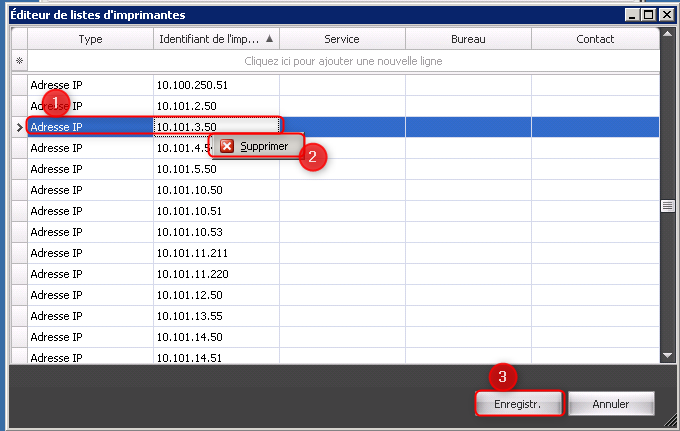 Éditeur de listes d'imprimantes
Type Identifiant de l'imp... Service Bureau Contact
Cliquez ici pour ajouter une nouvelle ligne
Adresse IP 10.100.250.51
1
Adresse IP 10.101.2.50
Adresse IP 10.101.3.50
Adresse IP 10.101.4.5
Supprimer
2
Adresse IP 10.101.5.50
Adresse IP 10.101.10.50
Adresse IP 10.101.10.51
Adresse IP 10.101.10.53
Adresse IP 10.101.11.211
Adresse IP 10.101.11.220
Adresse IP 10.101.12.50
Adresse IP 10.101.13.55
Adresse IP 10.101.14.50
Adresse IP 10.101.14.51
3
Enregistr. Annuler